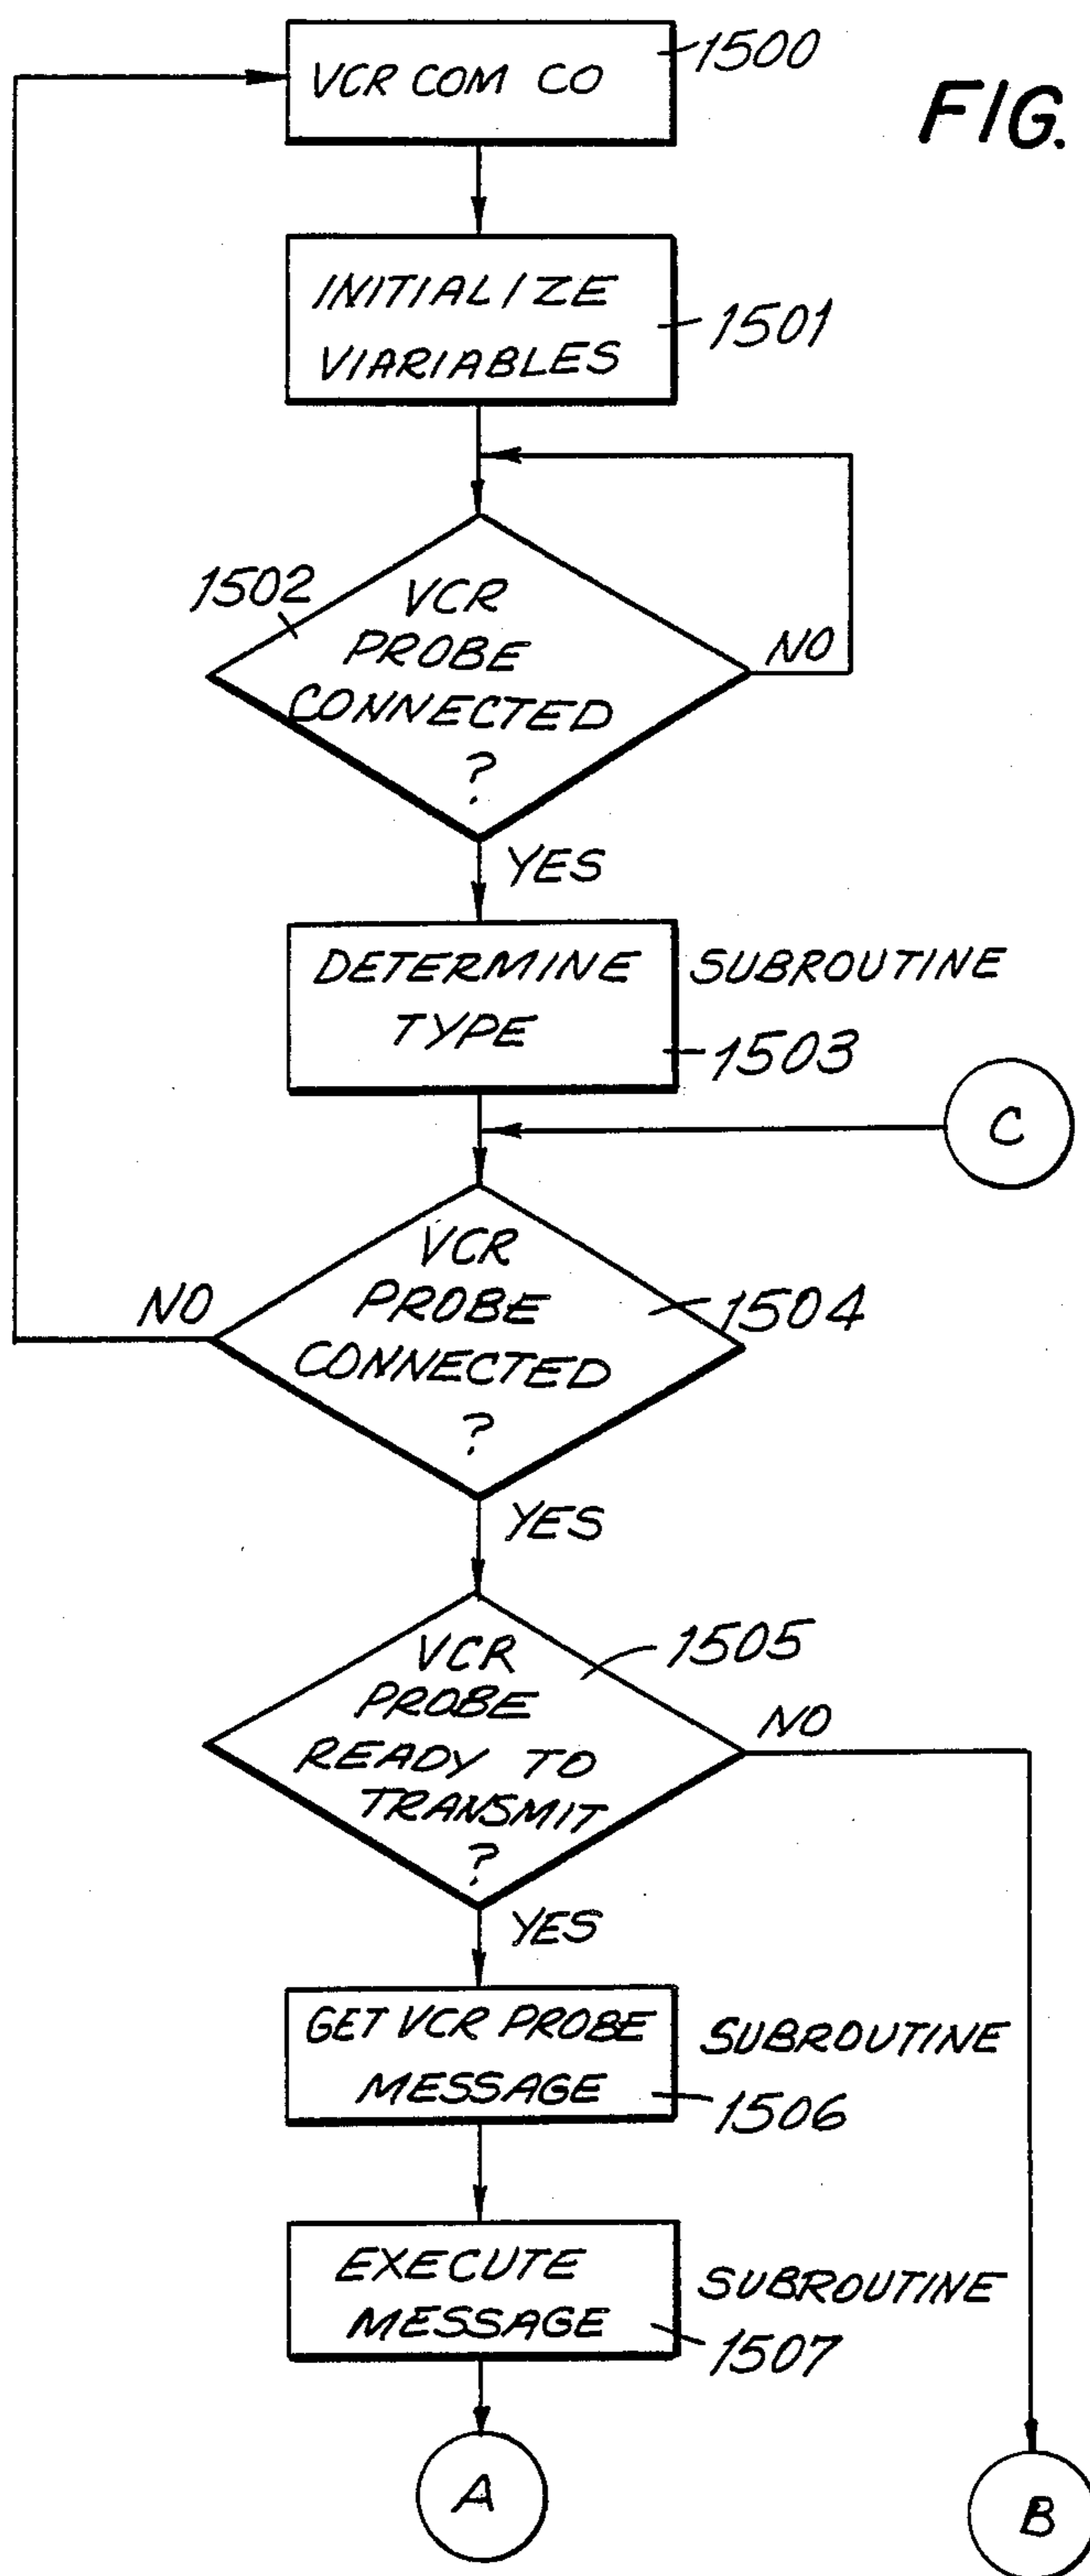 VCR COM CO
1500
FIG.
INITIALIZE
VIARIABLES
1501
1502
VCR
PROBE
CONNECTED
?
NO
YES
DETERMINE
TYPE
SUBROUTINE
1503
C
VCR
PROBE
CONNECTED
?
NO
1504
YES
VCR
PROBE
READY TO
TRANSMIT
?
1505
NO
YES
GET VCR PROBE
MESSAGE
SUBROUTINE
1506
EXECUTE
MESSAGE
SUBROUTINE
1507
A
B